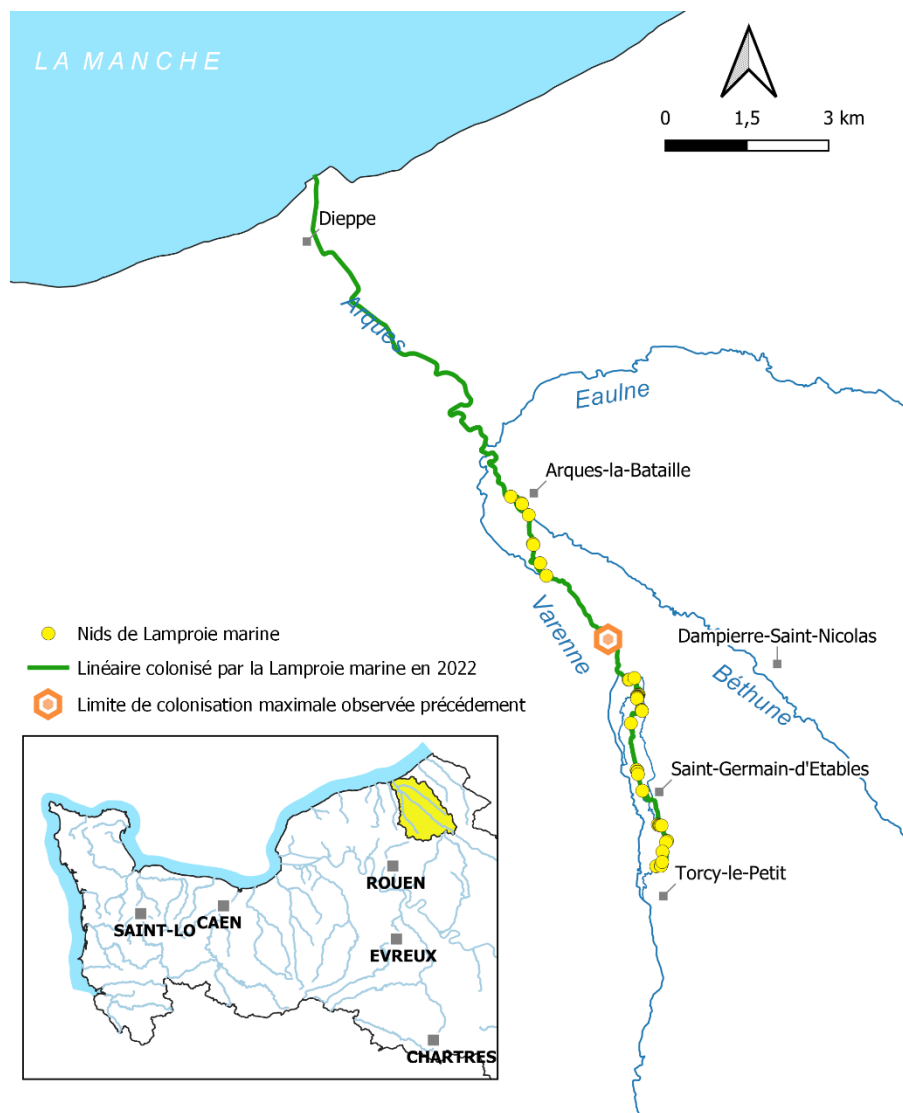 LA MANCHE
0 1,5 3 km
Dieppe
Arques
Eaulne
Arques-la-Bataille
Varenne
Nids de Lamproie marine
Dampierre-Saint-Nicolas
Linéaire colonisé par la Lamproie marine en 2022
Béthune
Limite de colonisation maximale observée précédement
Saint-Germain-d'Etables
Torcy-le-Petit
ROUEN
SAINT-LO
CAEN
EVREUX
CHARTRES